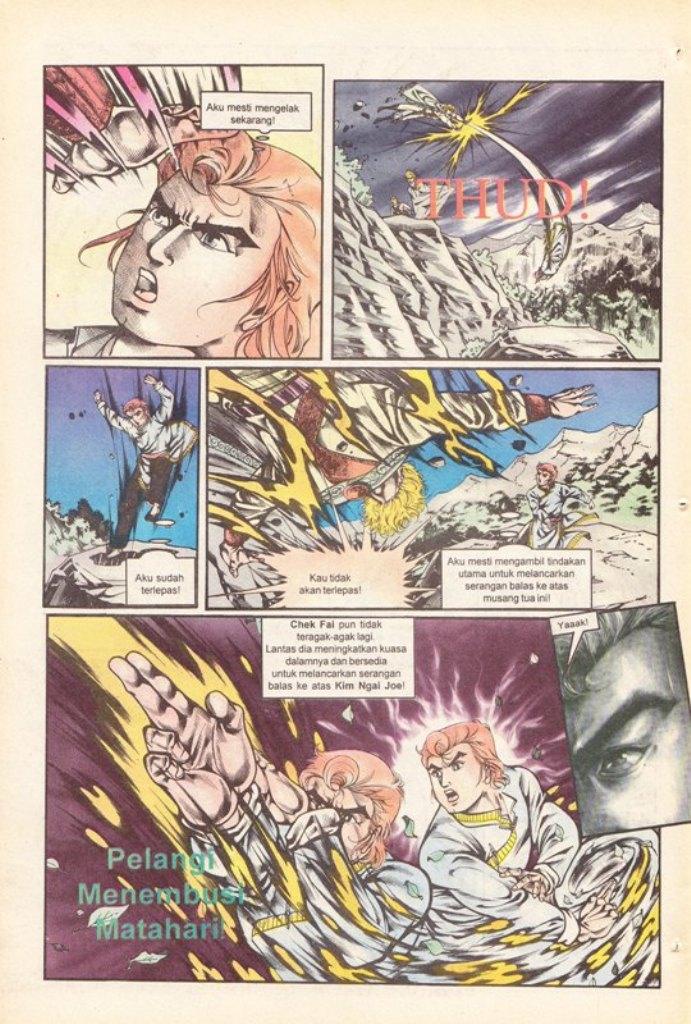 Aku mesti mengelak
sekarang!
THUD!
Aku sudah
terlepas!
Kau tidak
akan terlepas!
Aku mesti mengambil tindakan
utama untuk melancarkan
serangan balas ke atas
musang tua ini!
Chek Fai pun tidak
teragak-agak lagi.
Lantas dia meningkatkan kuasa
dalamnya dan bersedia
untuk melancarkan serangan
balas ke atas Kim Ngai Joe!
Yaaak!
Pelangi
Menembusi
Matahari!